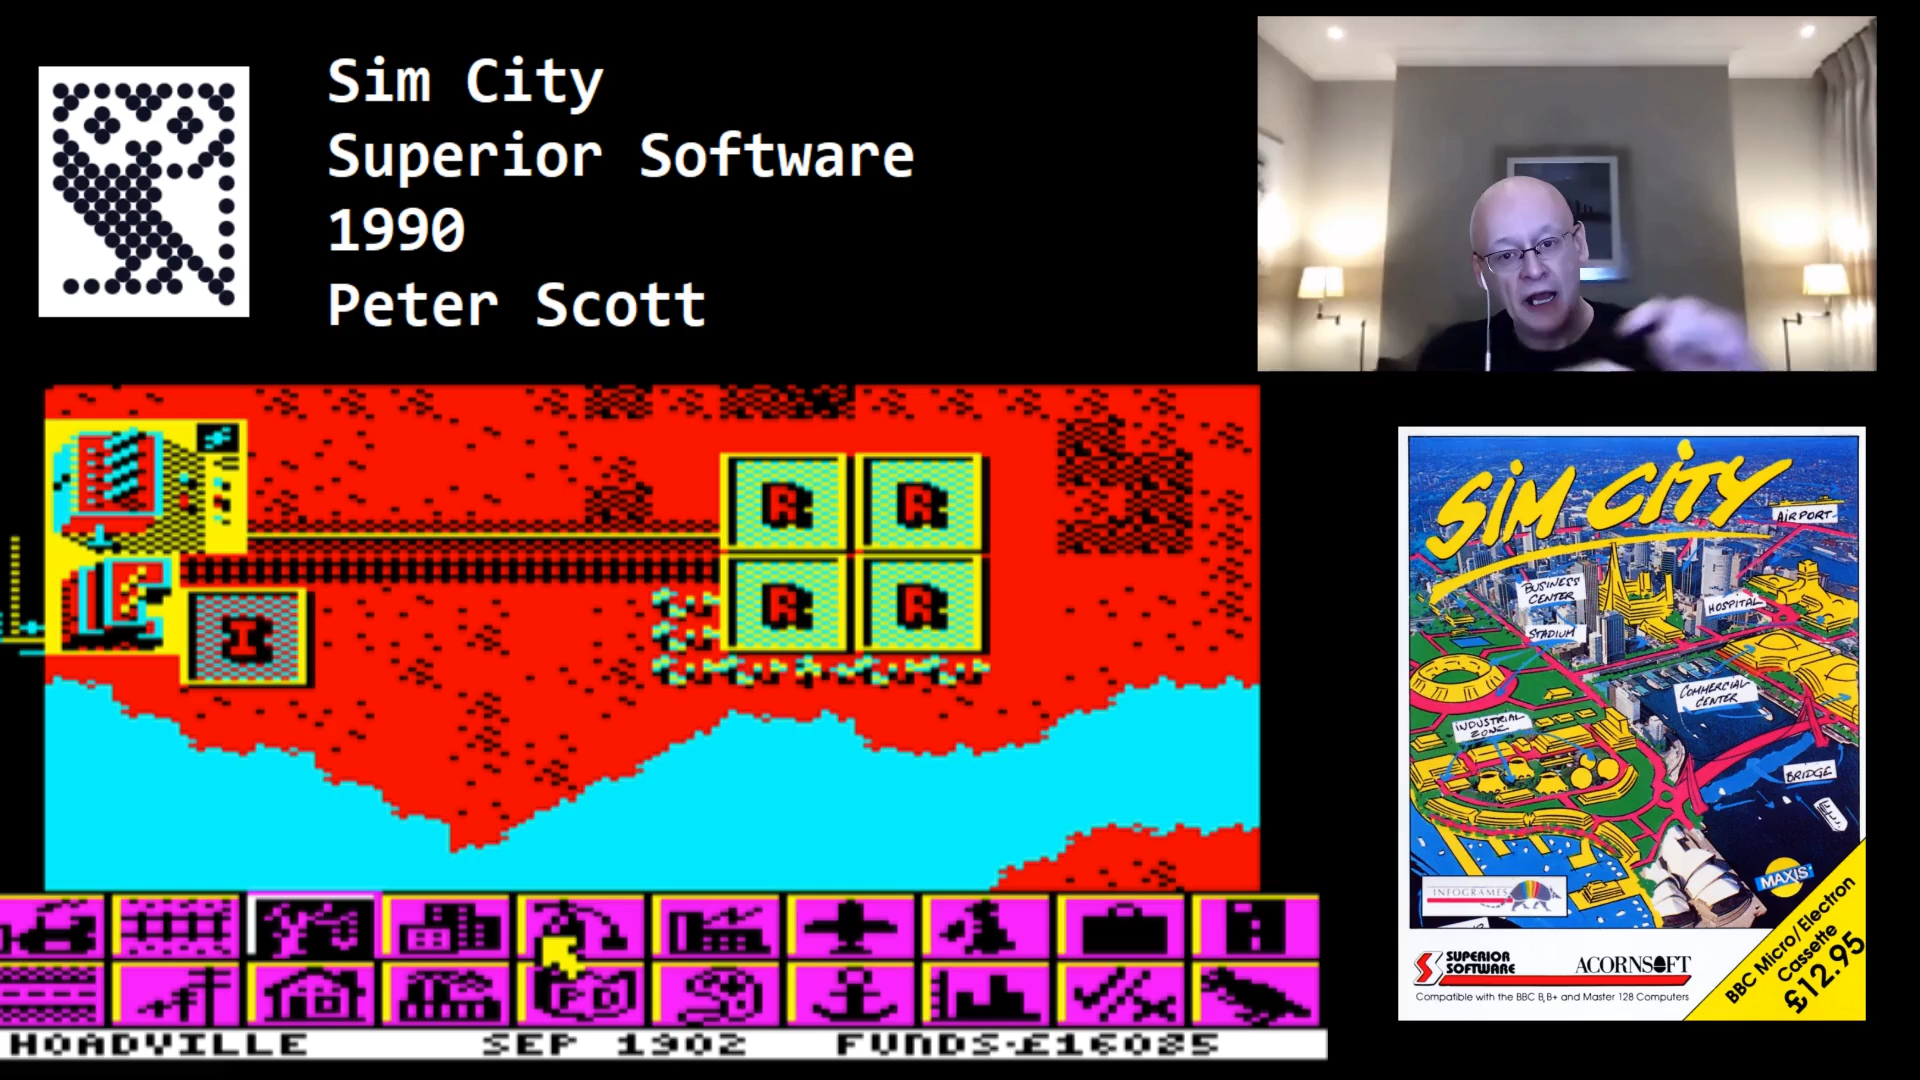 Sim City
Superior Software
1990
Peter Scott
R R
R R
I
PD
HOADVILLE SEP 1902 FUNDS-£16085
SIM CITY
AIRPORT
BUSINESS CENTER
HOSPITAL
STADIUM
COMMERCIAL CENTER
INDUSTRIAL ZONE
BRIDGE
INFOGRAMES
MAXIS
SUPERIOR SOFTWARE
ACORNSOFT
Compatible with the BBC B,B+ and Master 128 Computers
BBC Micro/Electron
Cassette
£12.95